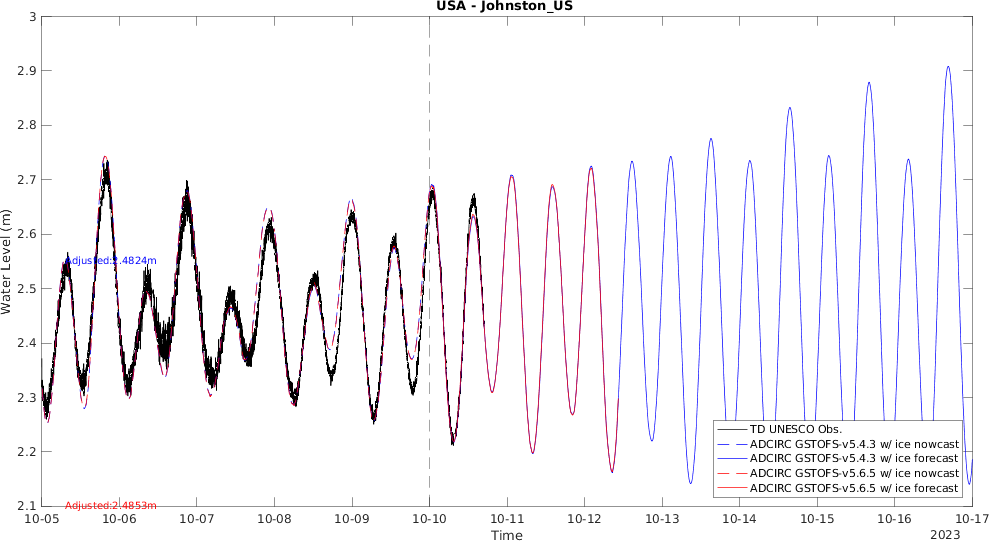 USA - Johnston_US
3
2.9
2.8
2.7
2.6
2.5
2.4
2.3
2.2
2.1
Water Level (m)
Adjusted:2.4824m
Adjusted:2.4853m
TD UNESCO Obs.
ADCIRC GSTOFS-v5.4.3 w/ ice nowcast
ADCIRC GSTOFS-v5.4.3 w/ ice forecast
ADCIRC GSTOFS-v5.6.5 w/ ice nowcast
ADCIRC GSTOFS-v5.6.5 w/ ice forecast
10-05 10-06 10-07 10-08 10-09 10-10 10-11 10-12 10-13 10-14 10-15 10-16 10-17
Time
2023